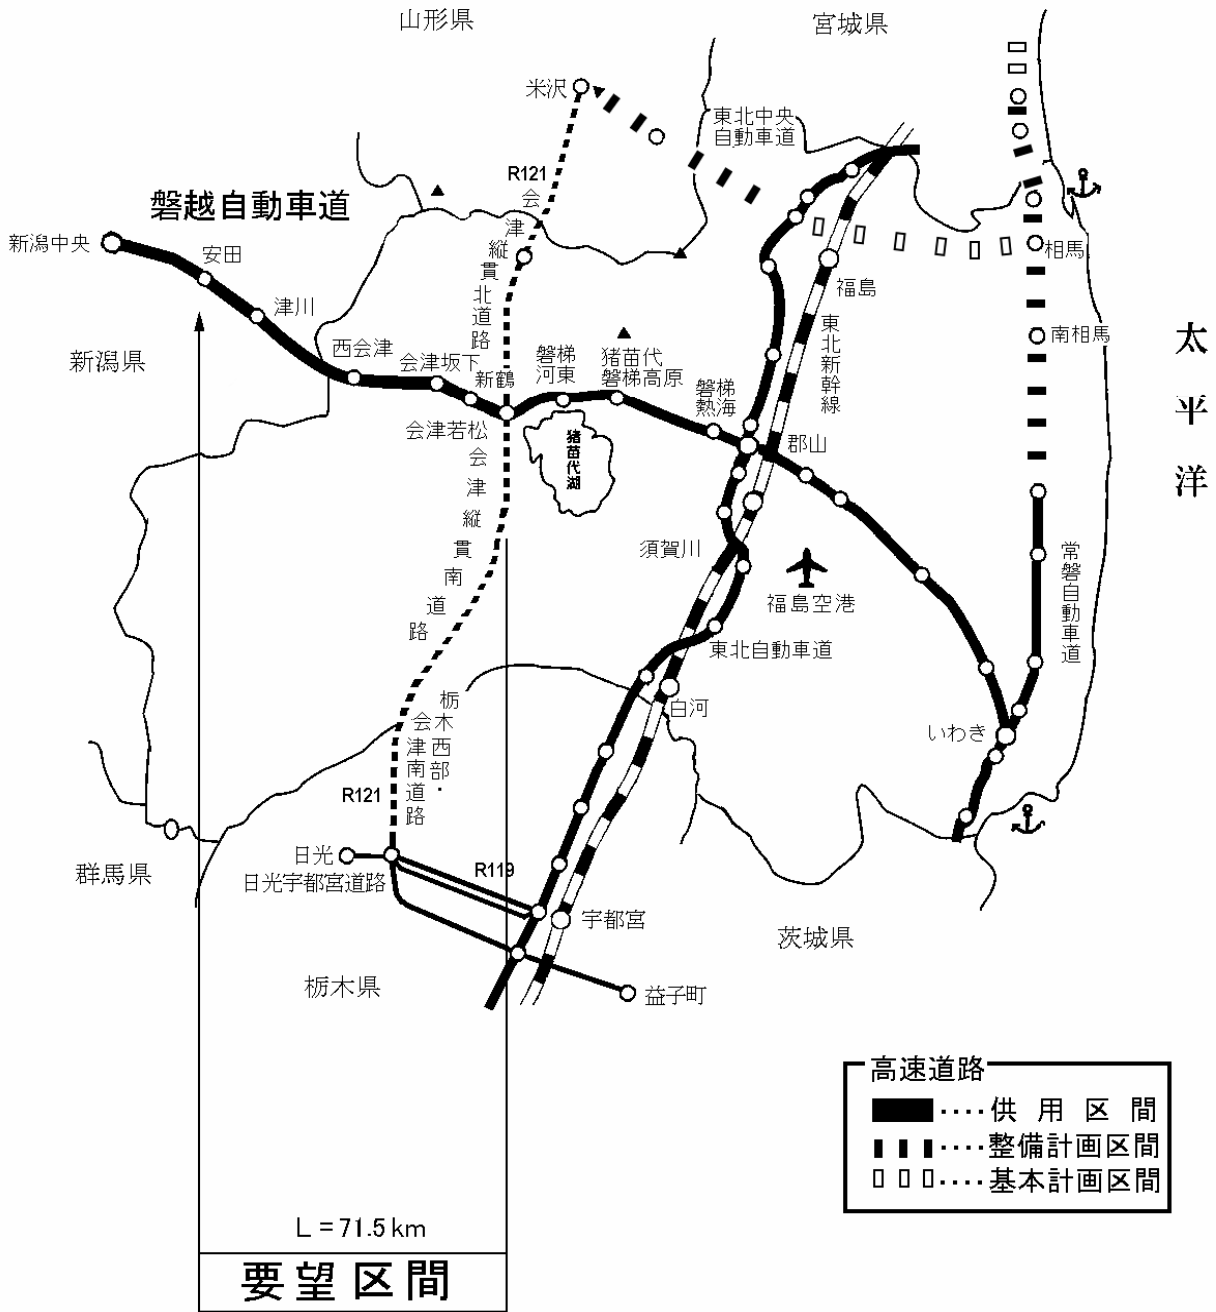 山形県
宮城県
米沢
東北中央
自動車道
R121
磐越自動車道
会津縦貫北道路
新潟中央
安田
相馬
津川
福島
南相馬
太平洋
新潟県
西会津
会津坂下
新鶴
磐梯
河東
猪苗代
磐梯高原
磐梯
熱海
東北新幹線
会津若松
猪苗代湖
郡山
会津縦貫南道路
須賀川
福島空港
常磐自動車道
東北自動車道
栃木西部・
会津南道路
白河
いわき
R121
日光
R119
群馬県
日光宇都宮道路
宇都宮
茨城県
栃木県
益子町
高速道路
‥‥供用区間
‥‥整備計画区間
‥‥基本計画区間
L=71.5km
要望区間